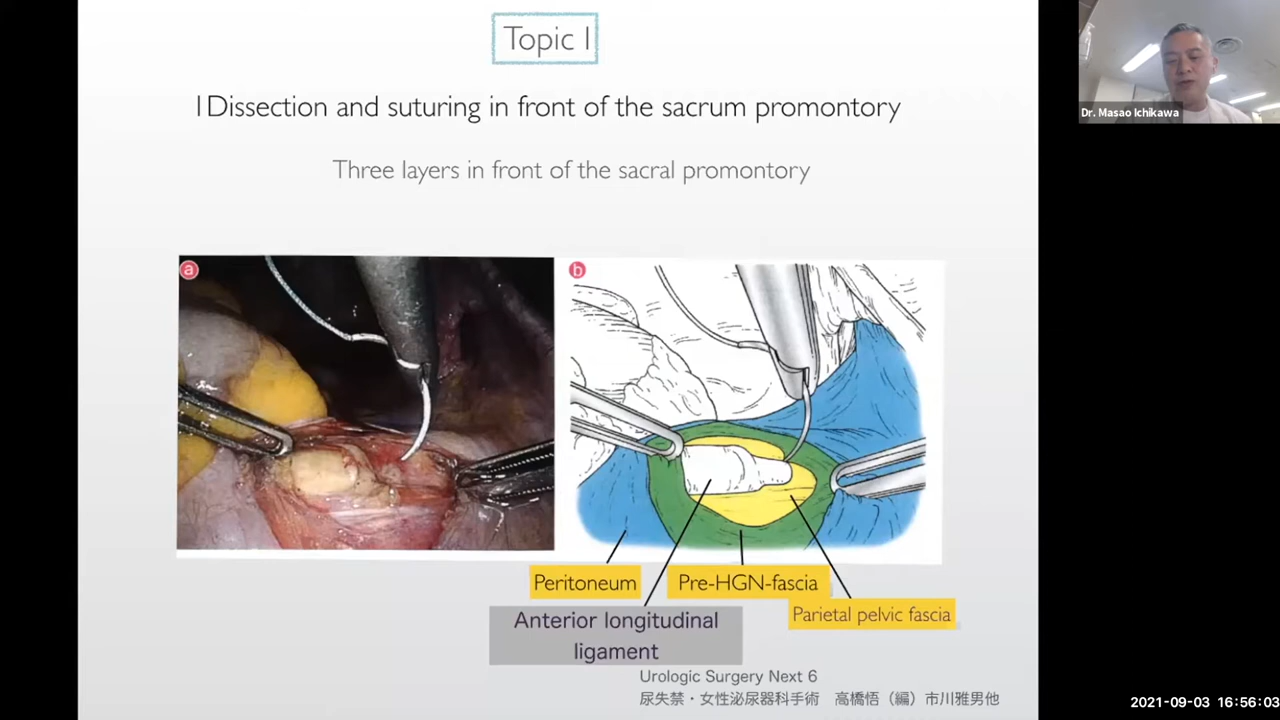 Topic 1
1 Dissection and suturing in front of the sacrum promontory
Three layers in front of the sacral promontory
a
b
Peritoneum
Pre-HGN-fascia
Parietal pelvic fascia
Anterior longitudinal
ligament
Urologic Surgery Next 6
尿失禁・女性泌尿器科手術 高橋悟（編）市川雅男他
Dr. Masao Ichikawa
2021-09-03 16:56:03